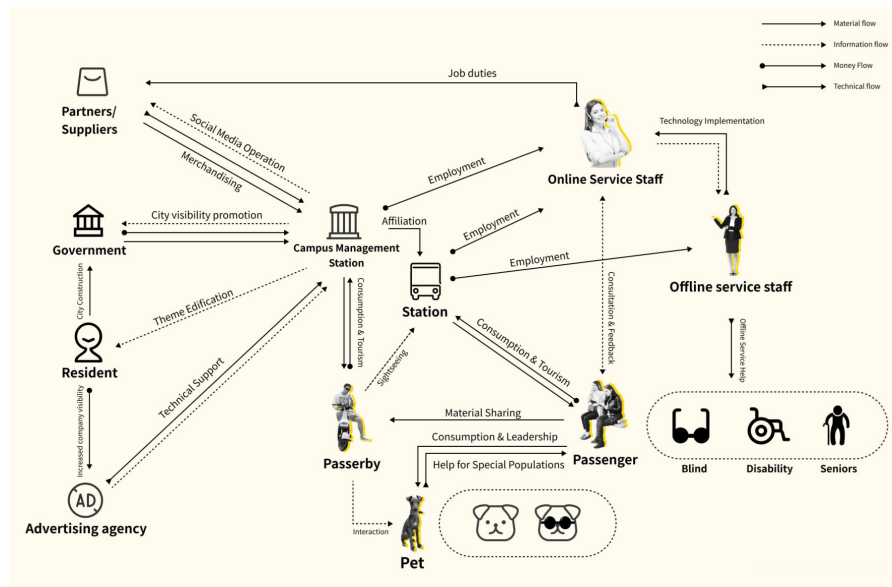 Material flow
Information flow
Money Flow
Technical flow
Job duties
Partners/
Suppliers
Social Media Operation
Merchandising
Technology Implementation
Online Service Staff
Employment
City visibility promotion
Government
Campus Management
Station
Affiliation
Employment
Employment
Station
Offline service staff
City Construction
Theme Edification
Resident
Consumption & Tourism
Sightseeing
Consumption & Tourism
Consultation & Feedback
Offline Service Help
Technical Support
Increased company visibility
Material Sharing
Consumption & Leadership
Help for Special Populations
Passerby
Passenger
Blind
Disability
Seniors
AD
Advertising agency
Interaction
Pet